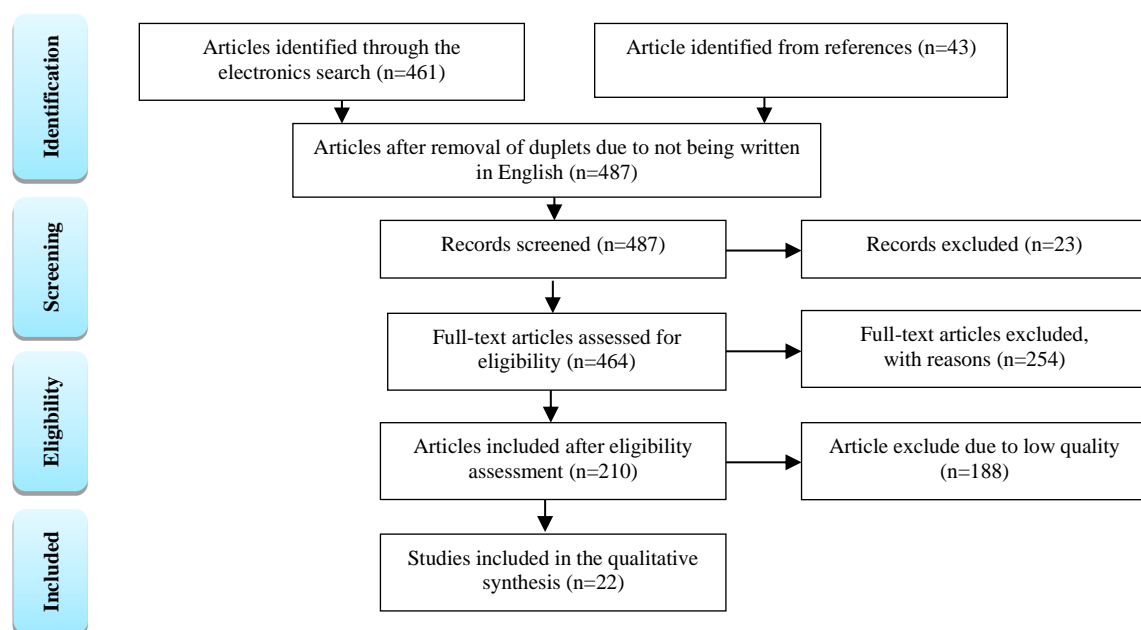 Identification
Articles identified through the
electronics search (n=461)
Article identified from references (n=43)
Articles after removal of duplets due to not being written
in English (n=487)
Screening
Records screened (n=487)
Records excluded (n=23)
Full-text articles assessed for
eligibility (n=464)
Full-text articles excluded,
with reasons (n=254)
Eligibility
Articles included after eligibility
assessment (n=210)
Article exclude due to low quality
(n=188)
Included
Studies included in the qualitative
synthesis (n=22)